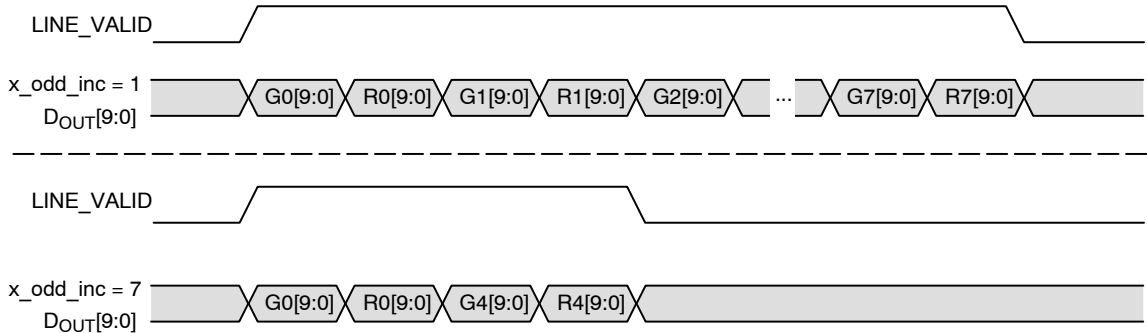 LINE_VALID
x_odd_inc = 1
D_OUT[9:0]
G0[9:0] R0[9:0] G1[9:0] R1[9:0] G2[9:0] ... G7[9:0] R7[9:0]
LINE_VALID
x_odd_inc = 7
D_OUT[9:0]
G0[9:0] R0[9:0] G4[9:0] R4[9:0]